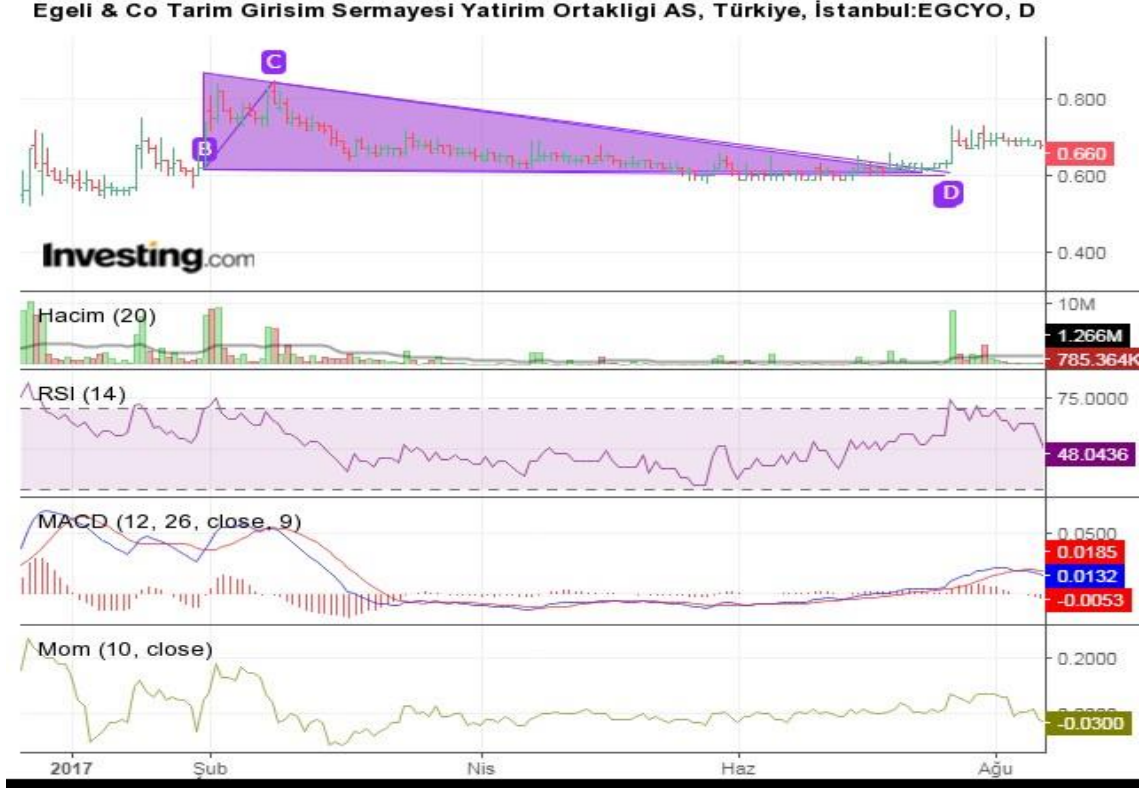 Egeli & Co Tarim Girisim Sermayesi Yatirim Ortakligi AS, Türkiye, İstanbul:EGCYO, D
C
B
D
0.800
0.660
0.600
0.400
Investing.com
Hacim (20)
10M
1.266M
785.364K
RSI (14)
75.0000
48.0436
MACD (12, 26, close, 9)
0.0500
0.0185
0.0132
-0.0053
Mom (10, close)
0.2000
0.0000
-0.0300
2017
Şub
Nis
Haz
Ağu